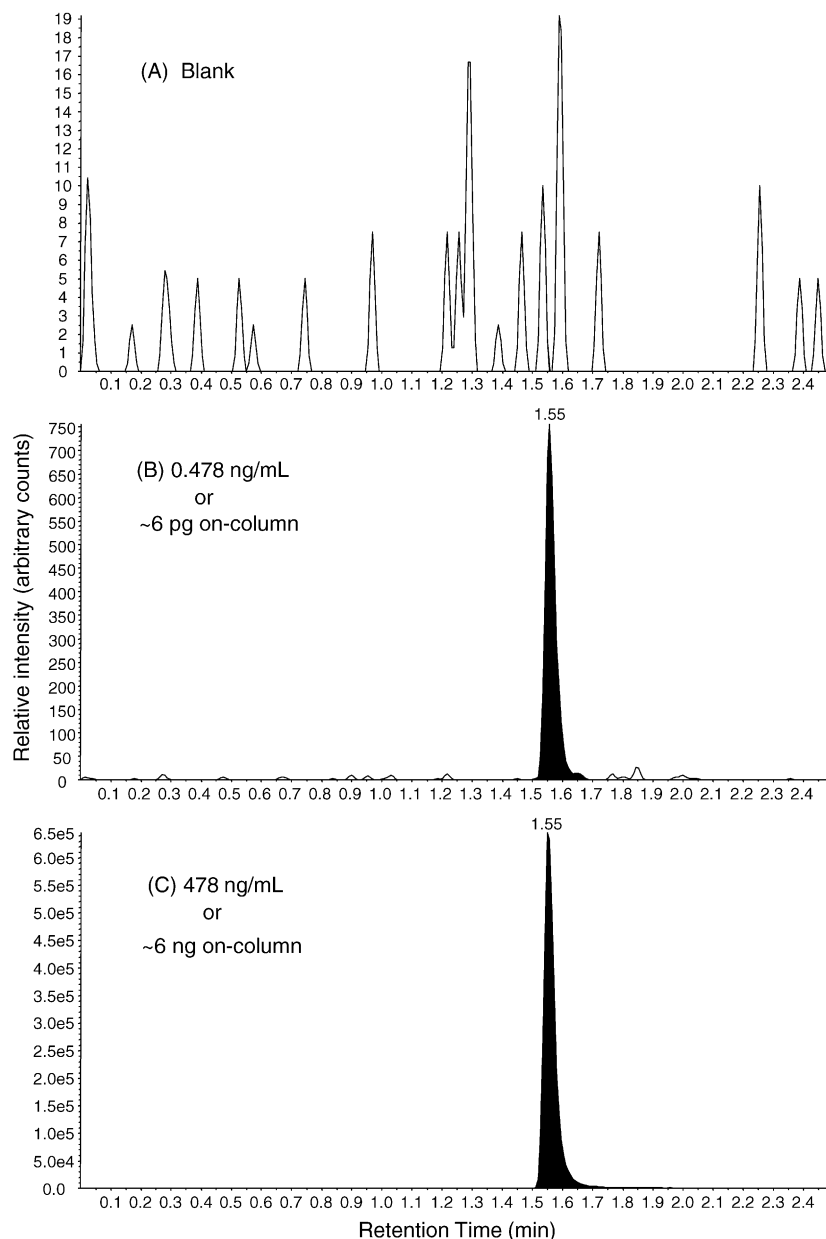 19
18
17
16
15
14
13
12
11
10
9
8
7
6
5
4
3
2
1
0
(A) Blank
0.1 0.2 0.3 0.4 0.5 0.6 0.7 0.8 0.9 1.0 1.1 1.2 1.3 1.4 1.5 1.6 1.7 1.8 1.9 2.0 2.1 2.2 2.3 2.4
Relative intensity (arbitrary counts)
1.55
750
700
650
600
550
500
450
400
350
300
250
200
150
100
50
0
(B) 0.478 ng/mL
or
~6 pg on-column
0.1 0.2 0.3 0.4 0.5 0.6 0.7 0.8 0.9 1.0 1.1 1.2 1.3 1.4 1.5 1.6 1.7 1.8 1.9 2.0 2.1 2.2 2.3 2.4
1.55
6.5e5
6.0e5
5.5e5
5.0e5
4.5e5
4.0e5
3.5e5
3.0e5
2.5e5
2.0e5
1.5e5
1.0e5
5.0e4
0.0
(C) 478 ng/mL
or
~6 ng on-column
0.1 0.2 0.3 0.4 0.5 0.6 0.7 0.8 0.9 1.0 1.1 1.2 1.3 1.4 1.5 1.6 1.7 1.8 1.9 2.0 2.1 2.2 2.3 2.4
Retention Time (min)